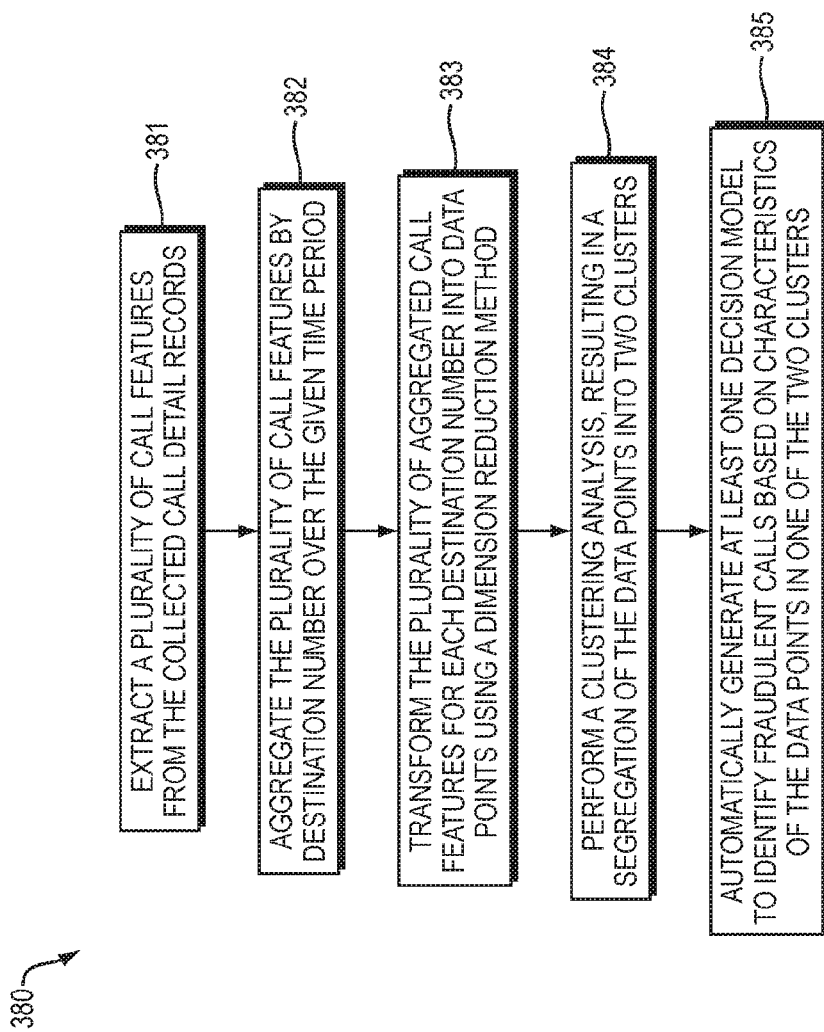 380
EXTRACT A PLURALITY OF CALL FEATURES
FROM THE COLLECTED CALL DETAIL RECORDS
381
AGGREGATE THE PLURALITY OF CALL FEATURES BY
DESTINATION NUMBER OVER THE GIVEN TIME PERIOD
382
TRANSFORM THE PLURALITY OF AGGREGATED CALL
FEATURES FOR EACH DESTINATION NUMBER INTO DATA
POINTS USING A DIMENSION REDUCTION METHOD
383
PERFORM A CLUSTERING ANALYSIS, RESULTING IN A
SEGREGATION OF THE DATA POINTS INTO TWO CLUSTERS
384
AUTOMATICALLY GENERATE AT LEAST ONE DECISION MODEL
TO IDENTIFY FRAUDULENT CALLS BASED ON CHARACTERISTICS
OF THE DATA POINTS IN ONE OF THE TWO CLUSTERS
385